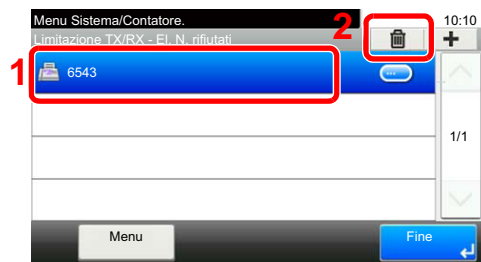 Menu Sistema/Contatore. 10:10
Limitazione TX/RX - El. N. rifiutati
2
1
6543
1/1
Menu
Fine